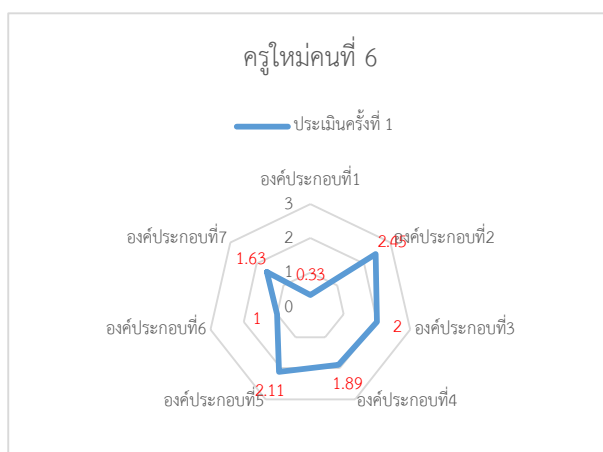 ครูใหม่คนที่ 6
ประเมินครั้งที่ 1
องค์ประกอบที่1
3
องค์ประกอบที่7
2
2.45
องค์ประกอบที่2
1.63
1
0.33
0
องค์ประกอบที่6
1
2
องค์ประกอบที่3
องค์ประกอบที่5
2.11
1.89
องค์ประกอบที่4